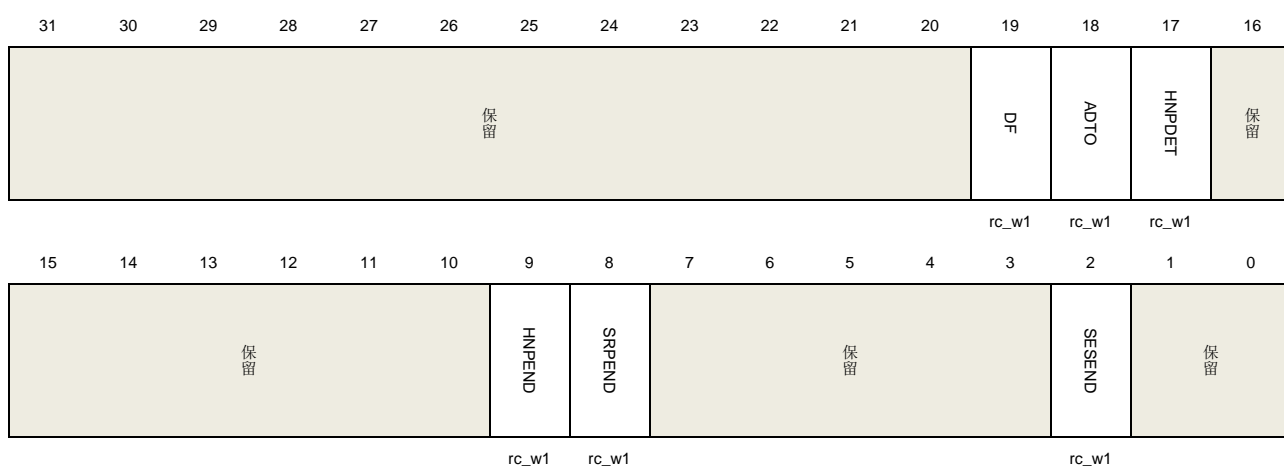 31 30 29 28 27 26 25 24 23 22 21 20 19 18 17 16
保留 DF ADTO HNPDET 保留
rc_w1 rc_w1 rc_w1
15 14 13 12 11 10 9 8 7 6 5 4 3 2 1 0
保留 HNPEND SRPEND 保留 SESEND 保留
rc_w1 rc_w1 rc_w1